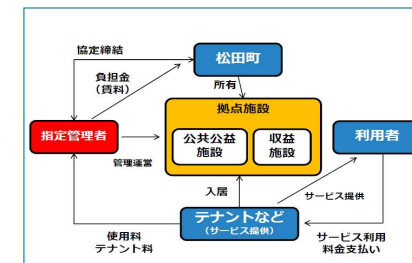 協定締結
松田町
負担金
(賃料)
所有
拠点施設
指定管理者
公共公益
施設
収益
施設
利用者
管理運営
入居
サービス提供
テナントなど
(サービス提供)
使用料
テナント料
サービス利用
料金支払い